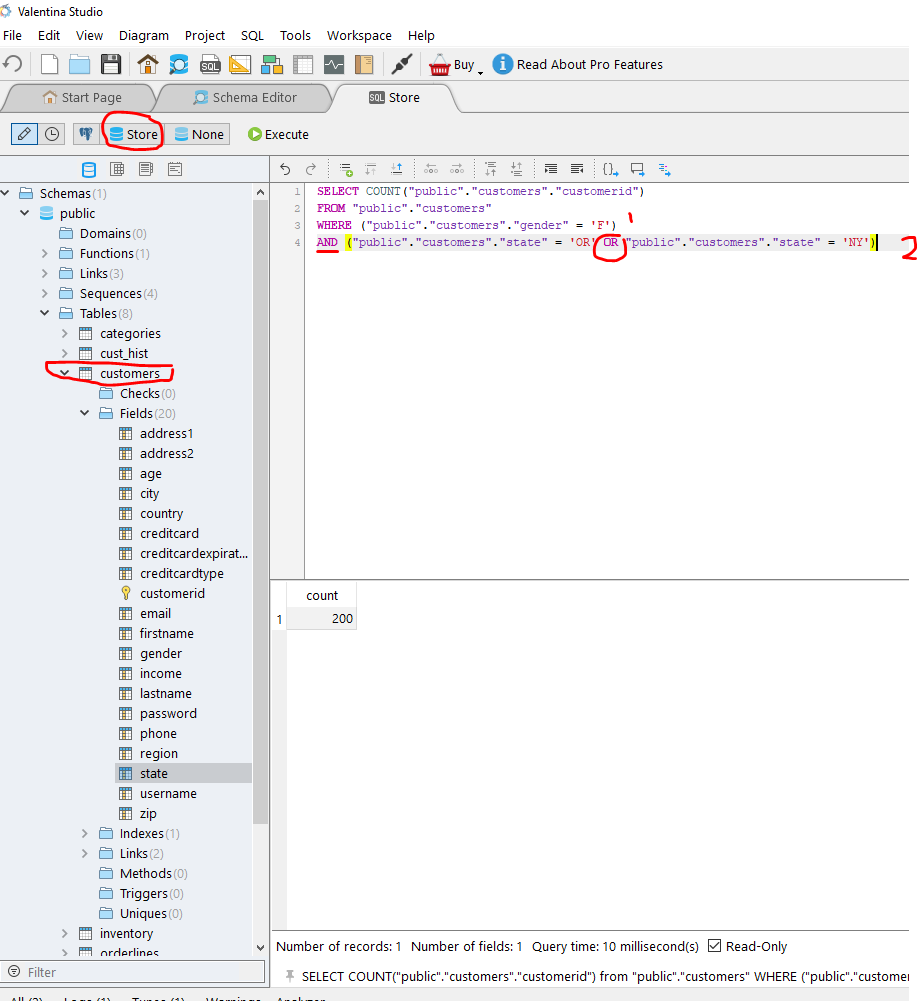 Valentina Studio
File Edit View Diagram Project SQL Tools Workspace Help
SQL Buy Read About Pro Features
Start Page Schema Editor SQL Store
Store None Execute
Schemas (1)
public
Domains (0)
Functions (1)
Links (3)
Sequences (4)
Tables (8)
categories
cust_hist
customers
Checks (0)
Fields (20)
address1
address2
age
city
country
creditcard
creditcardexpirat...
creditcardtype
customerid
email
firstname
gender
income
lastname
password
phone
region
state
username
zip
Indexes (1)
Links (2)
Methods (0)
Triggers (0)
Uniques (0)
inventory
orderlines
Filter
1 SELECT COUNT("public"."customers"."customerid")
2 FROM "public"."customers"
3 WHERE ("public"."customers"."gender" = 'F')
1
4 AND ("public"."customers"."state" = 'OR' OR "public"."customers"."state" = 'NY')
2
count
1 200
Number of records: 1 Number of fields: 1 Query time: 10 millisecond(s) Read-Only
SELECT COUNT("public"."customers"."customerid") from "public"."customers" WHERE ("public"."customer
All (2) Logs (1) Types (1) Warnings Analyzer